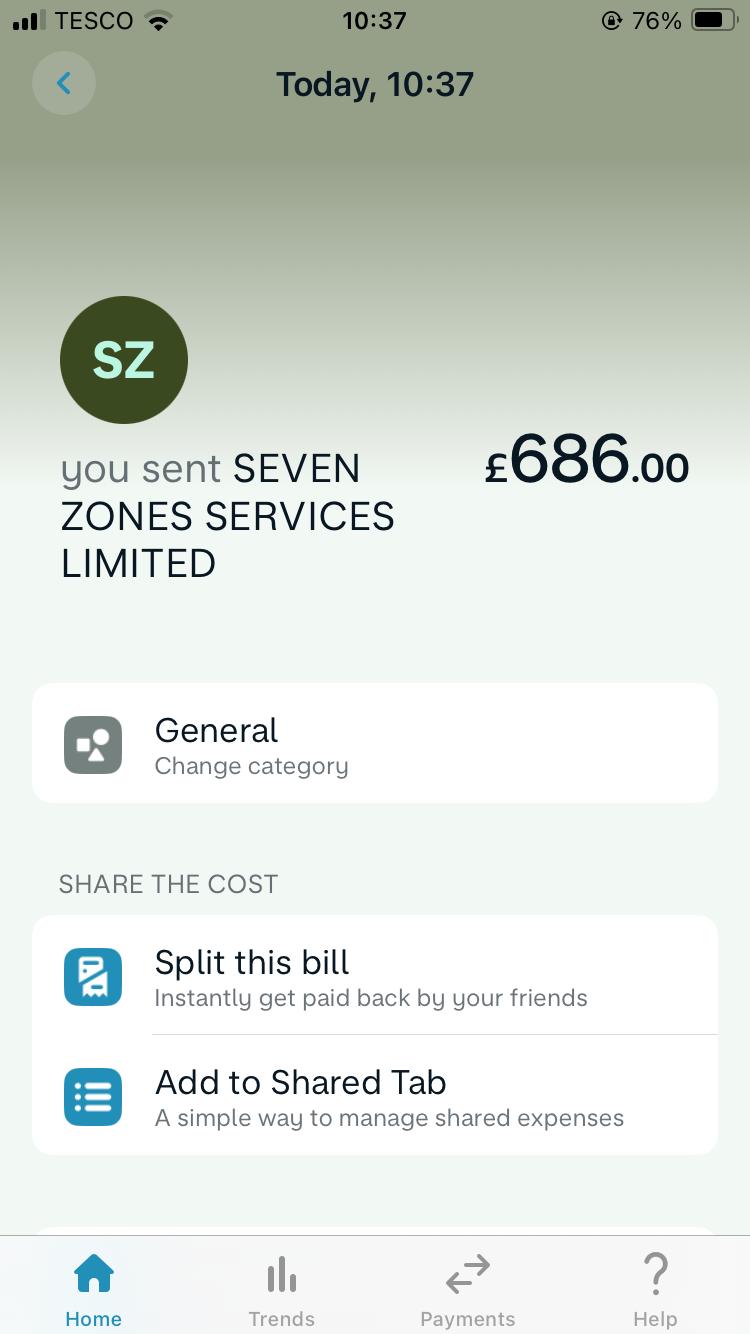 TESCO 10:37 76%
Today, 10:37
SZ
you sent SEVEN £686.00
ZONES SERVICES
LIMITED
General
Change category
SHARE THE COST
Split this bill
Instantly get paid back by your friends
Add to Shared Tab
A simple way to manage shared expenses
Home Trends Payments Help